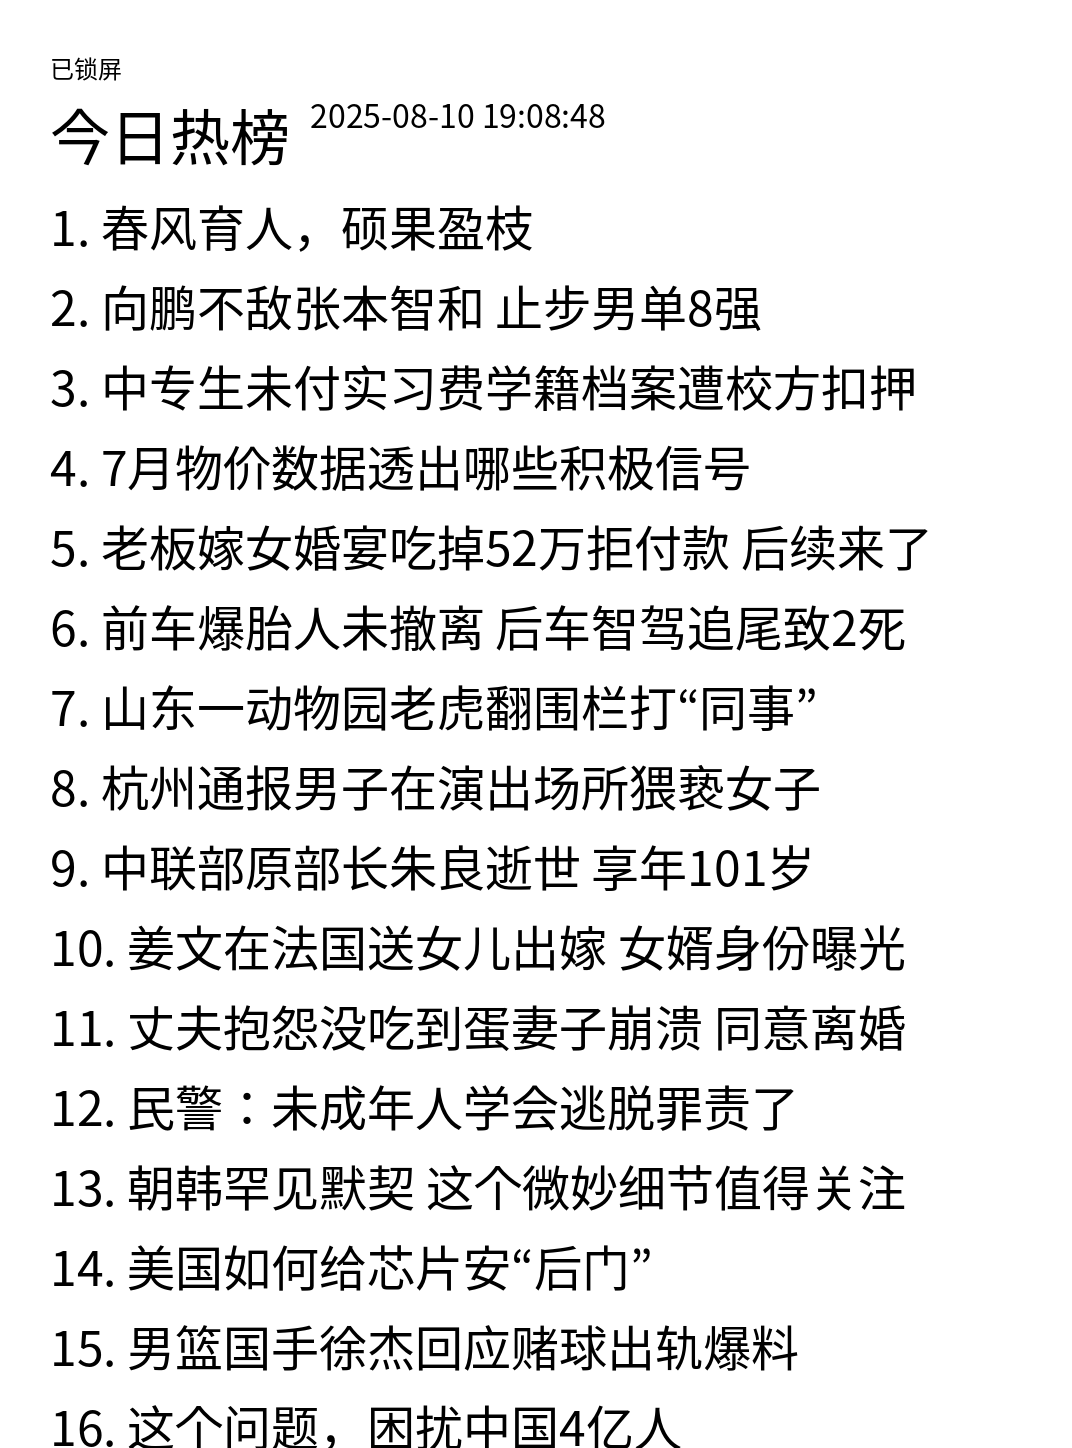 已锁屏
今日热榜 2025-08-10 19:08:48
1. 春风育人，硕果盈枝
2. 向鹏不敌张本智和 止步男单8强
3. 中专生未付实习费学籍档案遭校方扣押
4. 7月物价数据透出哪些积极信号
5. 老板嫁女婚宴吃掉52万拒付款 后续来了
6. 前车爆胎人未撤离 后车智驾追尾致2死
7. 山东一动物园老虎翻围栏打“同事”
8. 杭州通报男子在演出场所猥亵女子
9. 中联部原部长朱良逝世 享年101岁
10. 姜文在法国送女儿出嫁 女婿身份曝光
11. 丈夫抱怨没吃到蛋妻子崩溃 同意离婚
12. 民警：未成年人学会逃脱罪责了
13. 朝韩罕见默契 这个微妙细节值得关注
14. 美国如何给芯片安“后门”
15. 男篮国手徐杰回应赌球出轨爆料
16. 这个问题，困扰中国4亿人